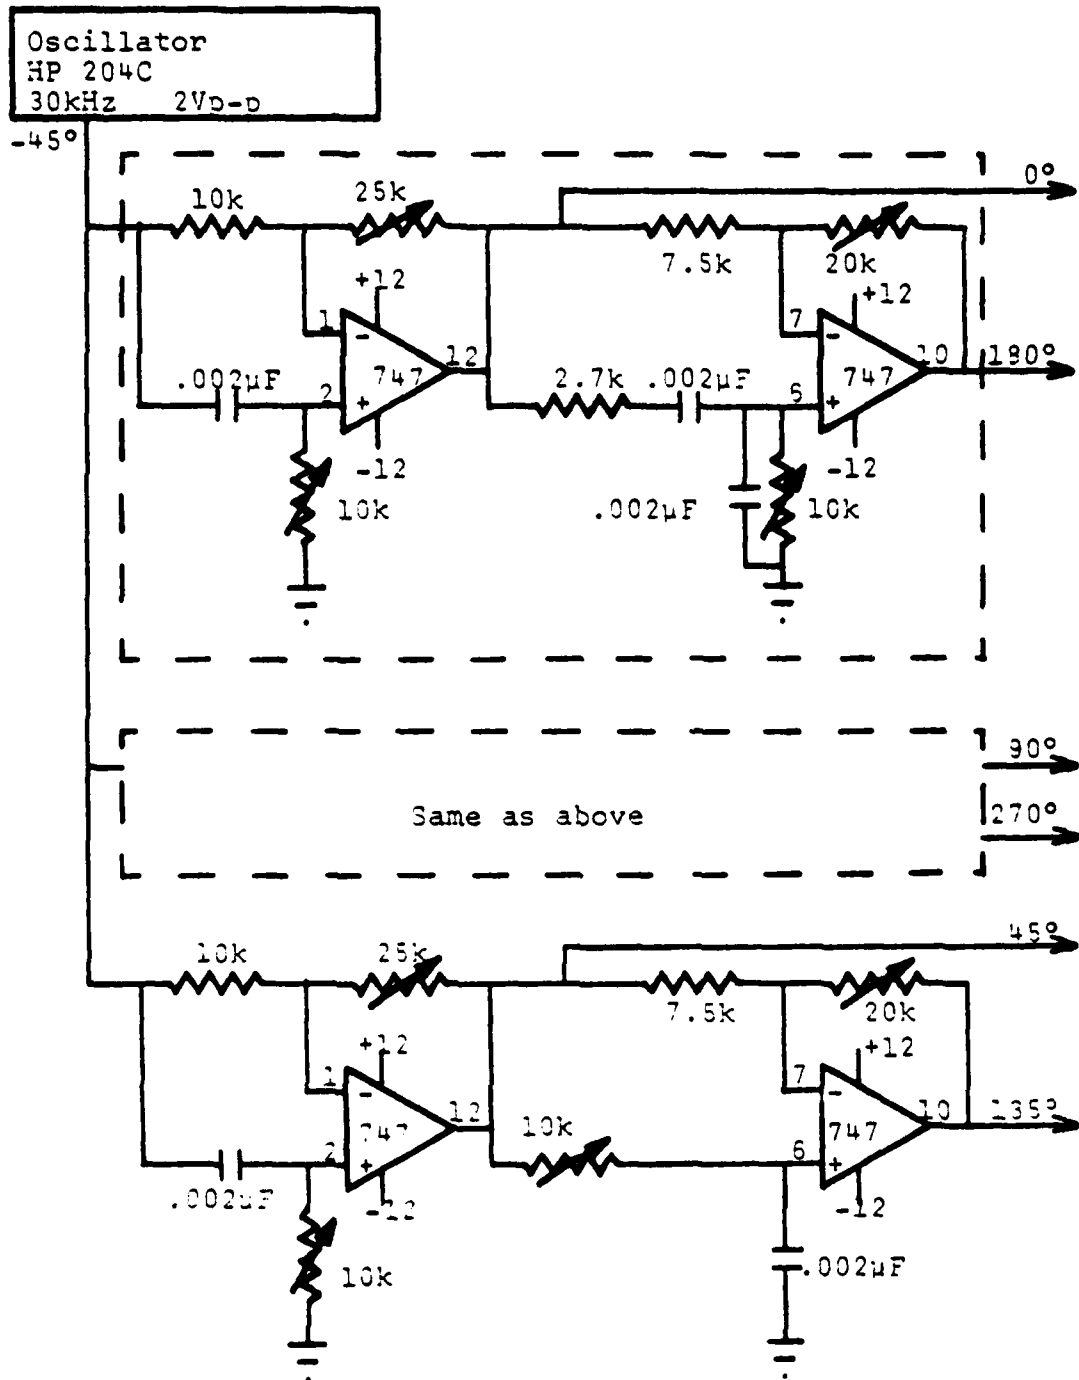 Oscillator
HP 204C
30kHz 2Vp-p
-45°
0°
10k
25k
7.5k
20k
+12
+12
1
-
7
-
12
10
180°
.002µF
747
2.7k
.002µF
747
2
+
6
+
-12
-12
10k
.002µF
10k
90°
Same as above
270°
45°
10k
25k
7.5k
20k
+12
+12
1
-
7
-
12
10
135°
747
10k
747
2
+
6
+
.002µF
-12
-12
10k
.002µF